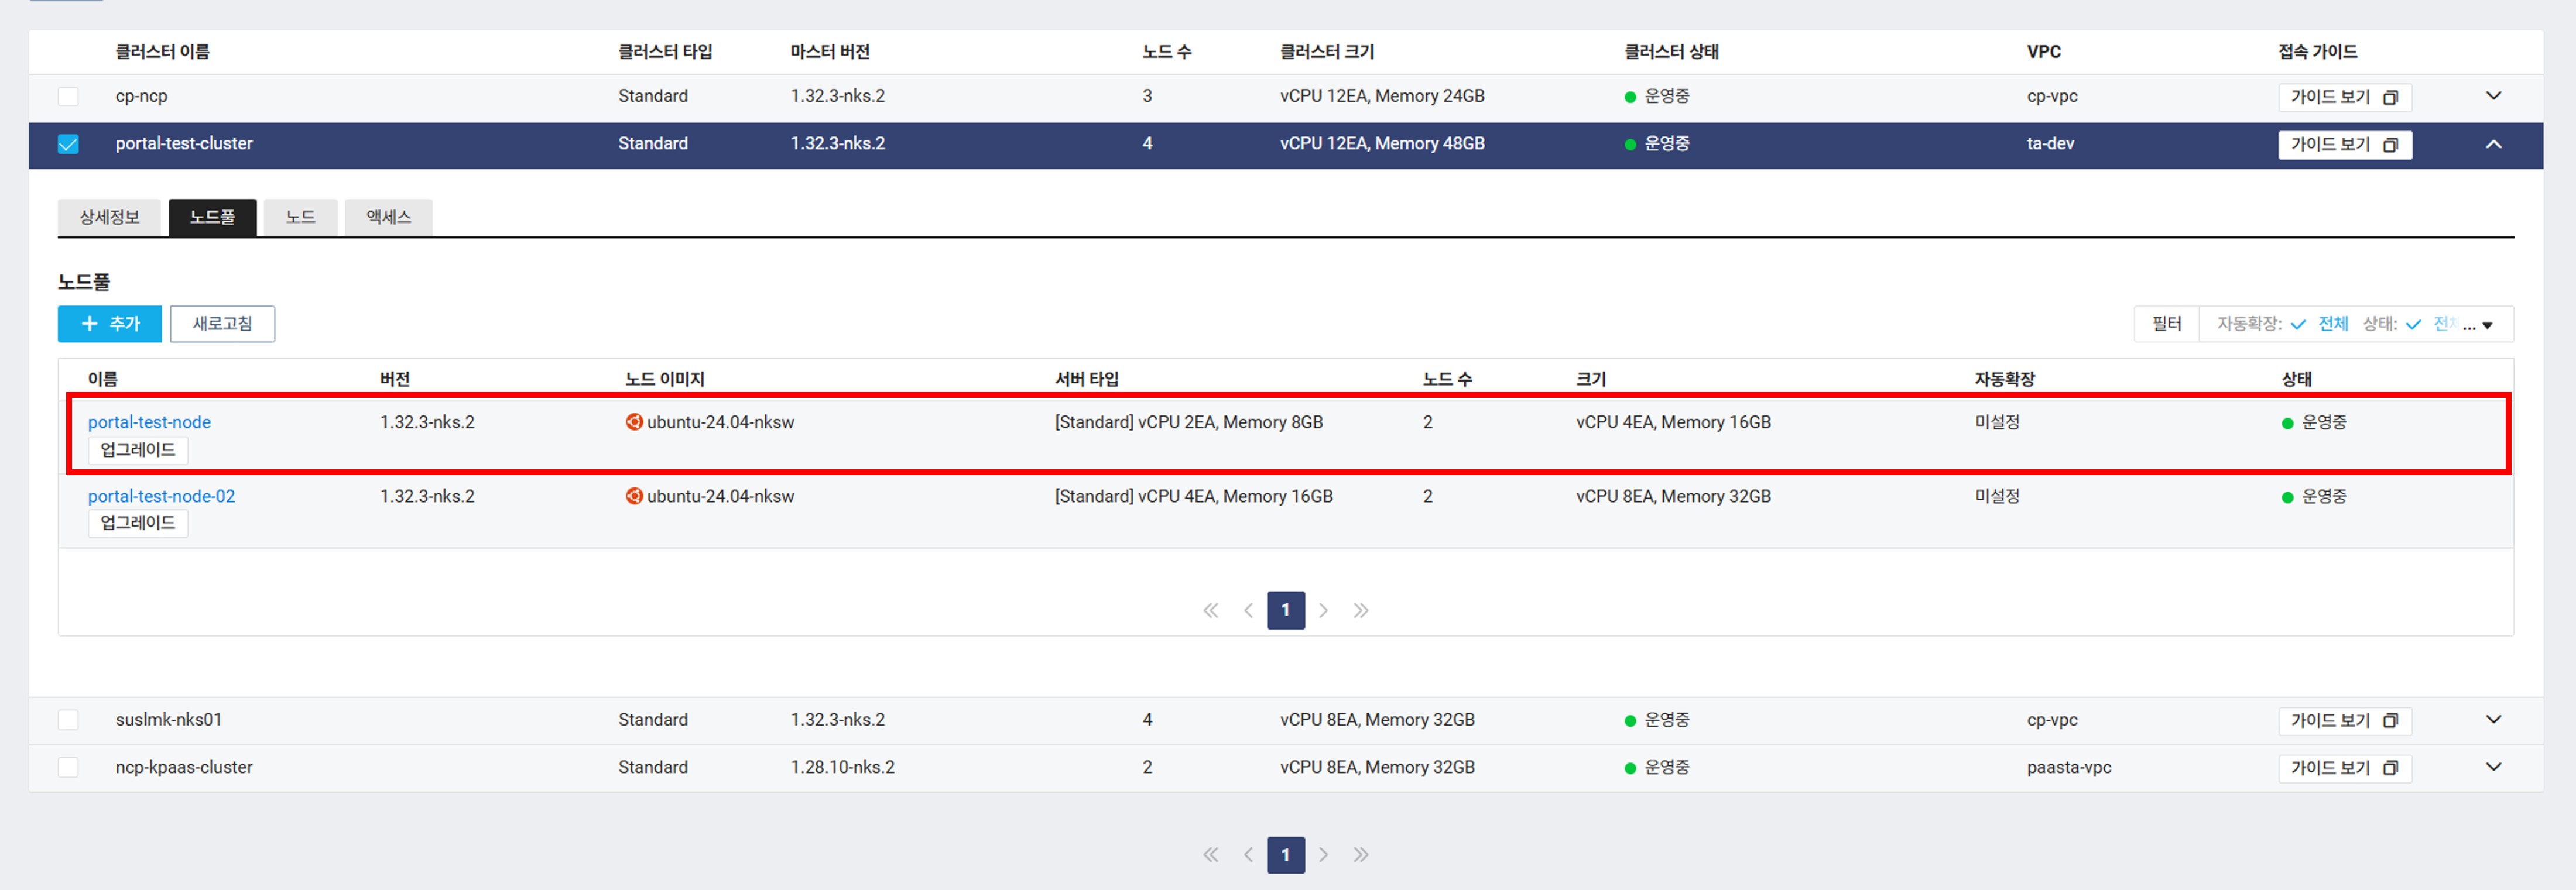 클러스터 이름 클러스터 타입 마스터 버전 노드 수 클러스터 크기 클러스터 상태 VPC 접속 가이드
cp-ncp Standard 1.32.3-nks.2 3 vCPU 12EA, Memory 24GB 운영중 cp-vpc 가이드 보기
portal-test-cluster Standard 1.32.3-nks.2 4 vCPU 12EA, Memory 48GB 운영중 ta-dev 가이드 보기
상세정보 노드풀 노드 액세스
노드풀
+ 추가 새로고침 필터 자동확장: 전체 상태: 전체 ...
이름 버전 노드 이미지 서버 타입 노드 수 크기 자동확장 상태
portal-test-node 1.32.3-nks.2 ubuntu-24.04-nksw [Standard] vCPU 2EA, Memory 8GB 2 vCPU 4EA, Memory 16GB 미설정 운영중
업그레이드
portal-test-node-02 1.32.3-nks.2 ubuntu-24.04-nksw [Standard] vCPU 4EA, Memory 16GB 2 vCPU 8EA, Memory 32GB 미설정 운영중
업그레이드
1
suslmk-nks01 Standard 1.32.3-nks.2 4 vCPU 8EA, Memory 32GB 운영중 cp-vpc 가이드 보기
ncp-kpaas-cluster Standard 1.28.10-nks.2 2 vCPU 8EA, Memory 32GB 운영중 paasta-vpc 가이드 보기
1